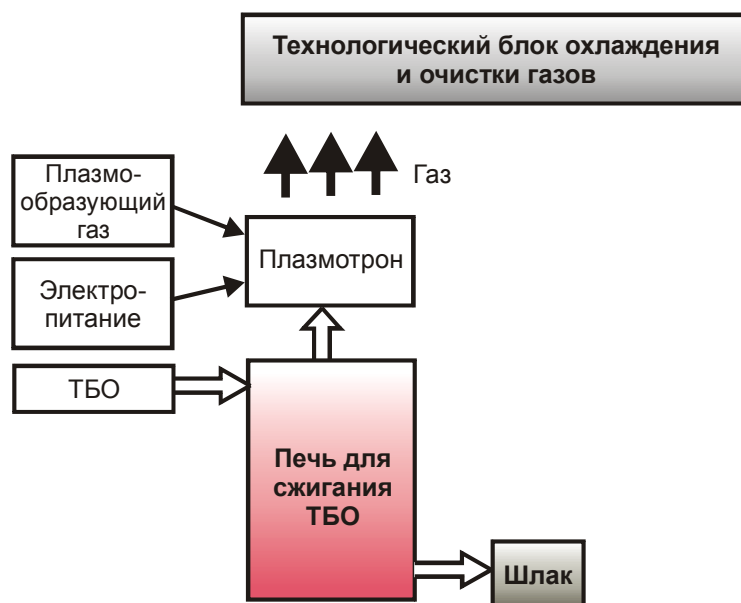 Технологический блок охлаждения
и очистки газов
Газ
Плазмо-
образующий
газ
Плазмотрон
Электро-
питание
ТБО
Печь для
сжигания
ТБО
Шлак